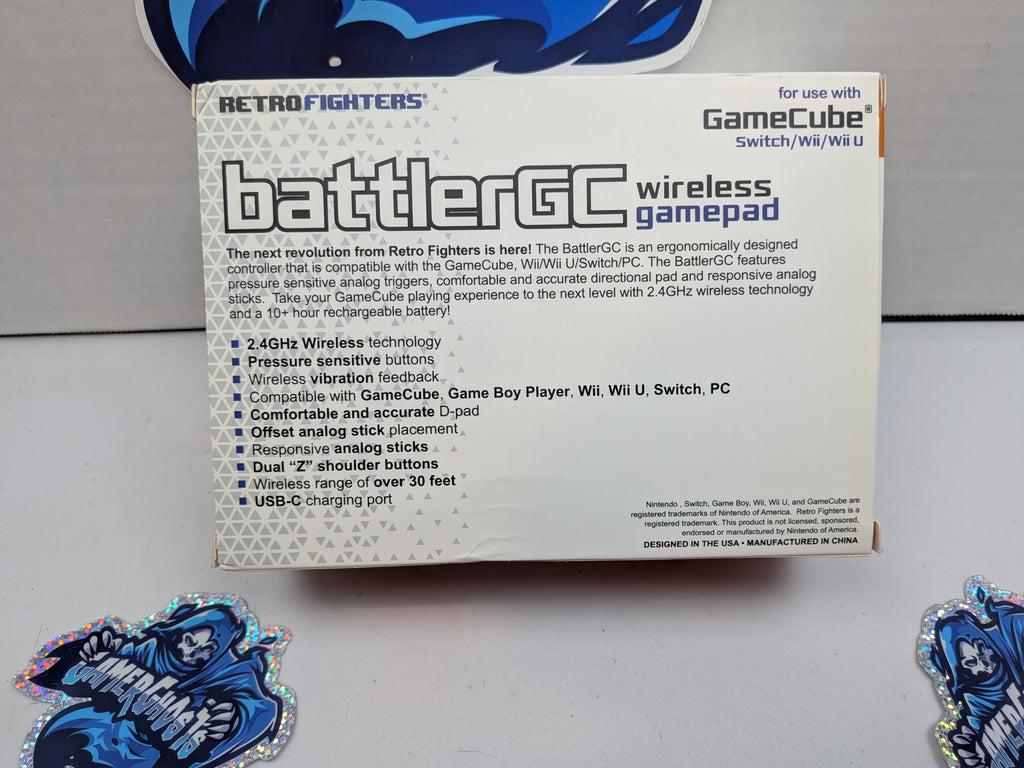 RETROFIGHTERS®
for use with
GameCube®
Switch/Wii/Wii U
battlerGC wireless
gamepad
The next revolution from Retro Fighters is here! The BattlerGC is an ergonomically designed
controller that is compatible with the GameCube, Wii/Wii U/Switch/PC. The BattlerGC features
pressure sensitive analog triggers, comfortable and accurate directional pad and responsive analog
sticks. Take your GameCube playing experience to the next level with 2.4GHz wireless technology
and a 10+ hour rechargeable battery!
■ 2.4GHz Wireless technology
■ Pressure sensitive buttons
■ Wireless vibration feedback
■ Compatible with GameCube, Game Boy Player, Wii, Wii U, Switch, PC
■ Comfortable and accurate D-pad
■ Offset analog stick placement
■ Responsive analog sticks
■ Dual “Z” shoulder buttons
■ Wireless range of over 30 feet
■ USB-C charging port
Nintendo , Switch, Game Boy, Wii, Wii U, and GameCube are
registered trademarks of Nintendo of America. Retro Fighters is a
registered trademark. This product is not licensed, sponsored,
endorsed or manufactured by Nintendo of America.
DESIGNED IN THE USA • MANUFACTURED IN CHINA
GAMERGHOSTS